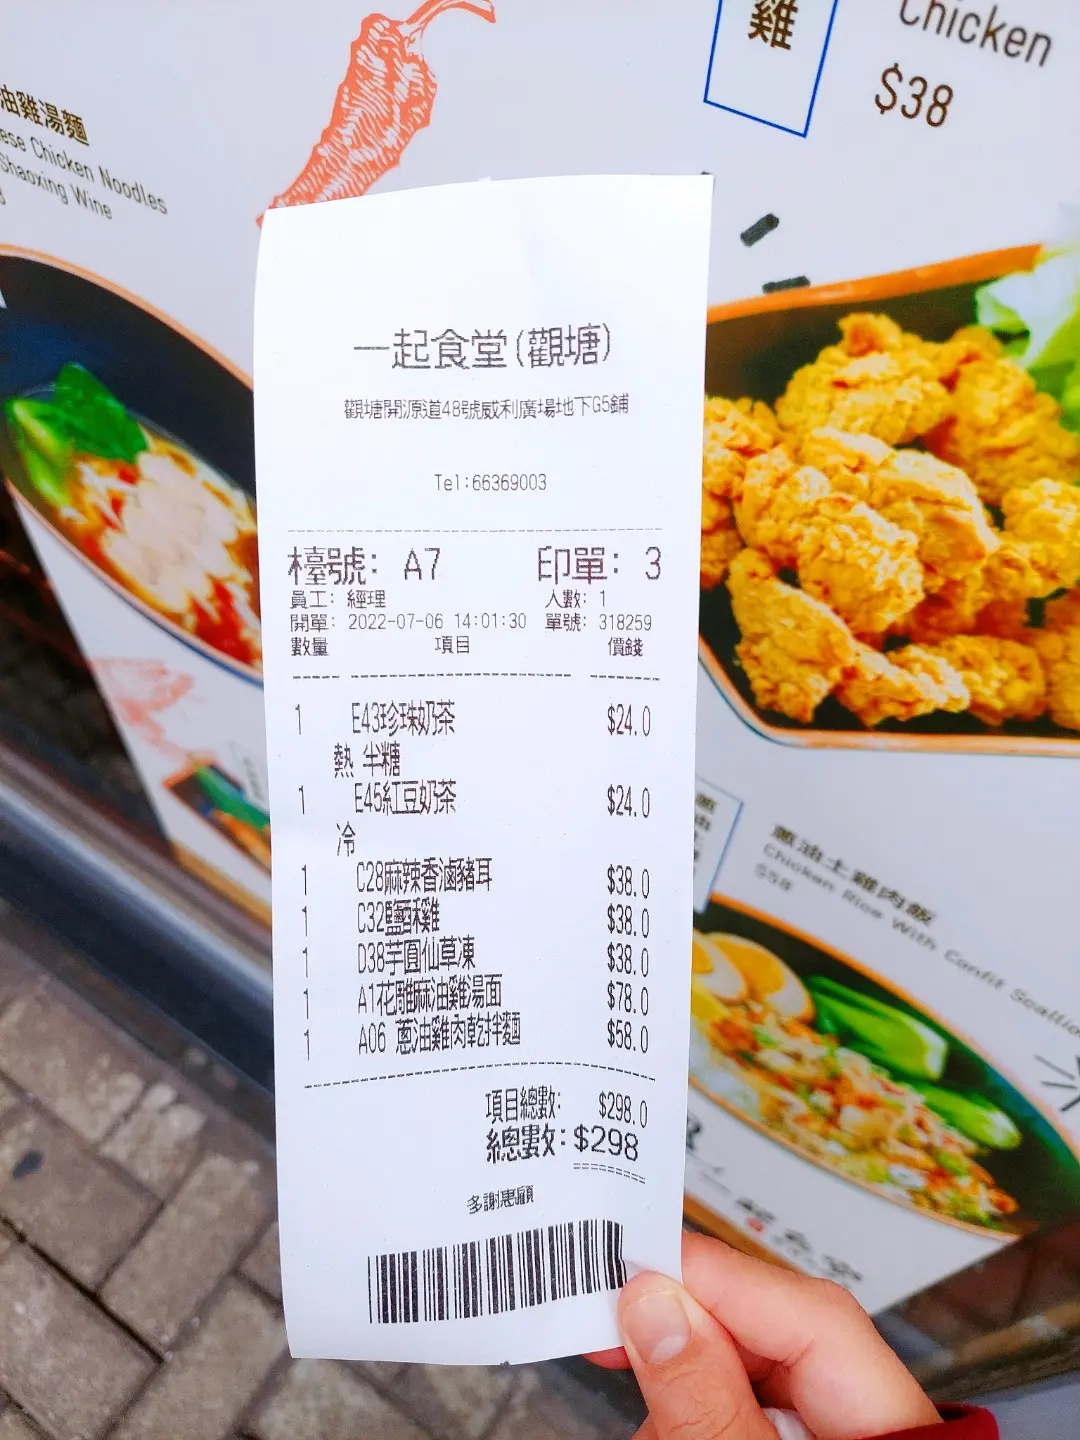 雞
Chicken
$38
油雞湯麵
ese Chicken Noodles
Shaoxing Wine
一起食堂(觀塘)
觀塘開源道48號威利廣場地下G5鋪
Tel:66369003
檯號: A7 印單: 3
員工: 經理 人數: 1
開單: 2022-07-06 14:01:30 單號: 318259
數量 項目 價錢
1 E43珍珠奶茶 $24.0
熱 半糖
1 E45紅豆奶茶 $24.0
冷
1 C28麻辣香滷豬耳 $38.0
1 C32鹽酥雞 $38.0
1 D38芋圓仙草凍 $38.0
1 A1花雕麻油雞湯面 $78.0
1 A06 蔥油雞肉乾拌麵 $58.0
項目總數: $298.0
總數: $298
多謝惠顧
蔥油土雞肉飯
Chicken Rice With Confit Scallio
$58